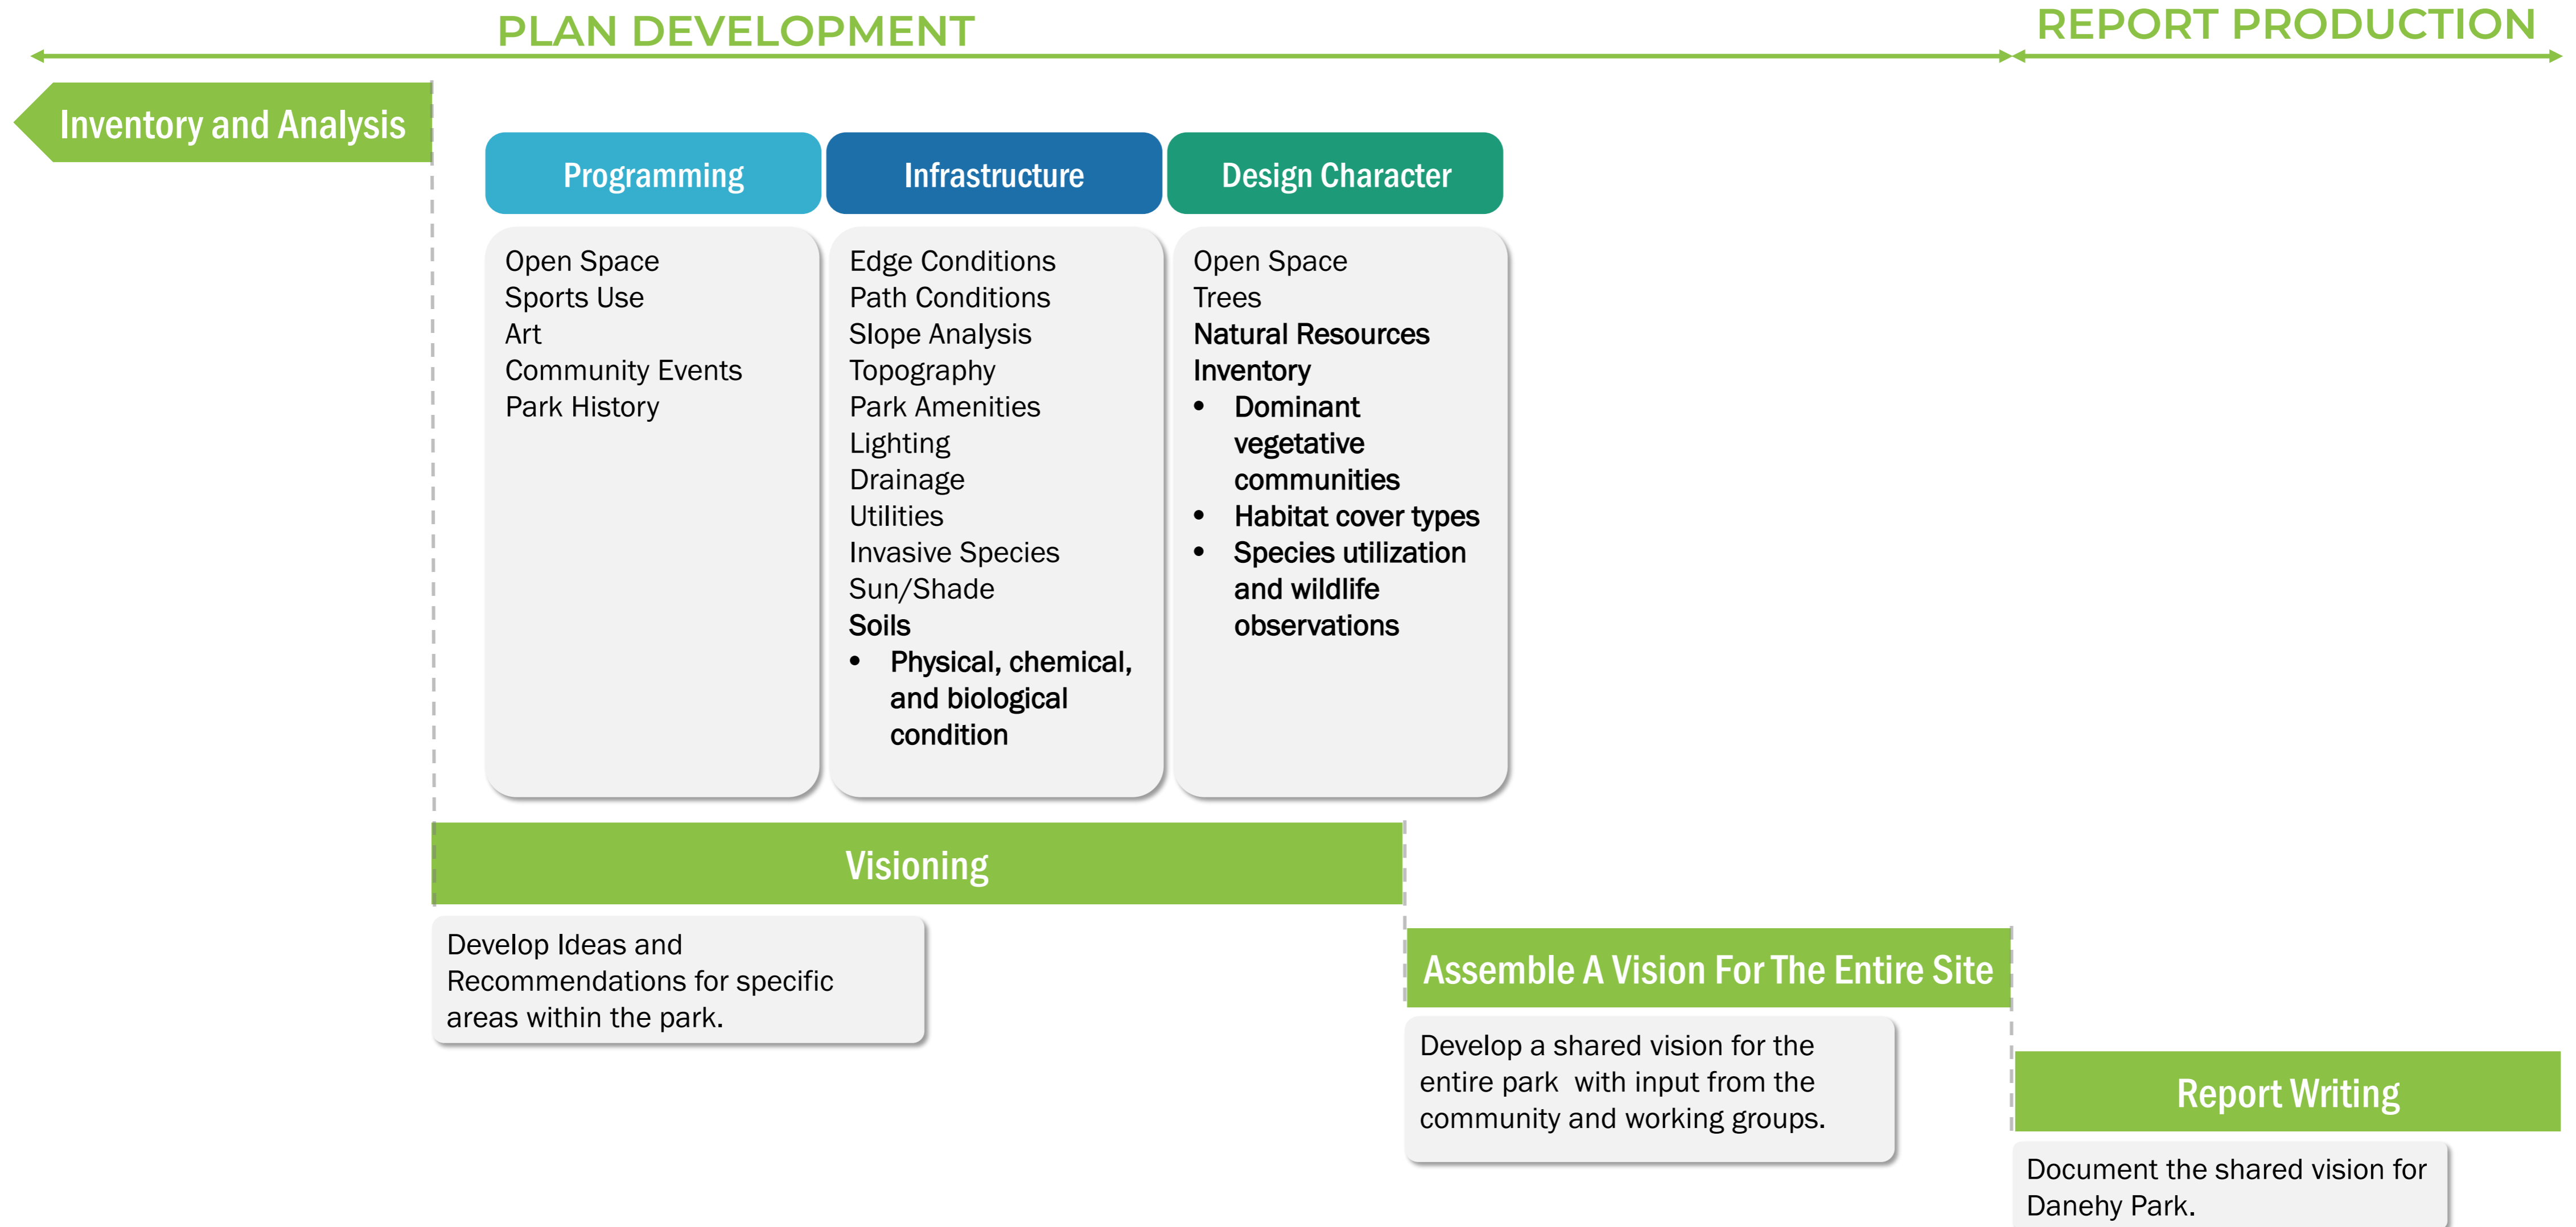 PLAN DEVELOPMENT
REPORT PRODUCTION
Inventory and Analysis
Programming
Infrastructure
Design Character
Open Space
Sports Use
Art
Community Events
Park History
Edge Conditions
Path Conditions
Slope Analysis
Topography
Park Amenities
Lighting
Drainage
Utilities
Invasive Species
Sun/Shade
Soils
• Physical, chemical,
and biological
condition
Open Space
Trees
Natural Resources
Inventory
• Dominant
vegetative
communities
• Habitat cover types
• Species utilization
and wildlife
observations
Visioning
Develop Ideas and
Recommendations for specific
areas within the park.
Assemble A Vision For The Entire Site
Develop a shared vision for the
entire park  with input from the
community and working groups.
Report Writing
Document the shared vision for
Danehy Park.